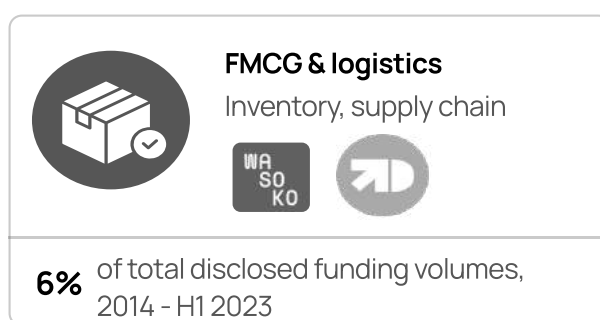 FMCG & logistics
Inventory, supply chain
WA
SO
KO
6% of total disclosed funding volumes,
2014 - H1 2023